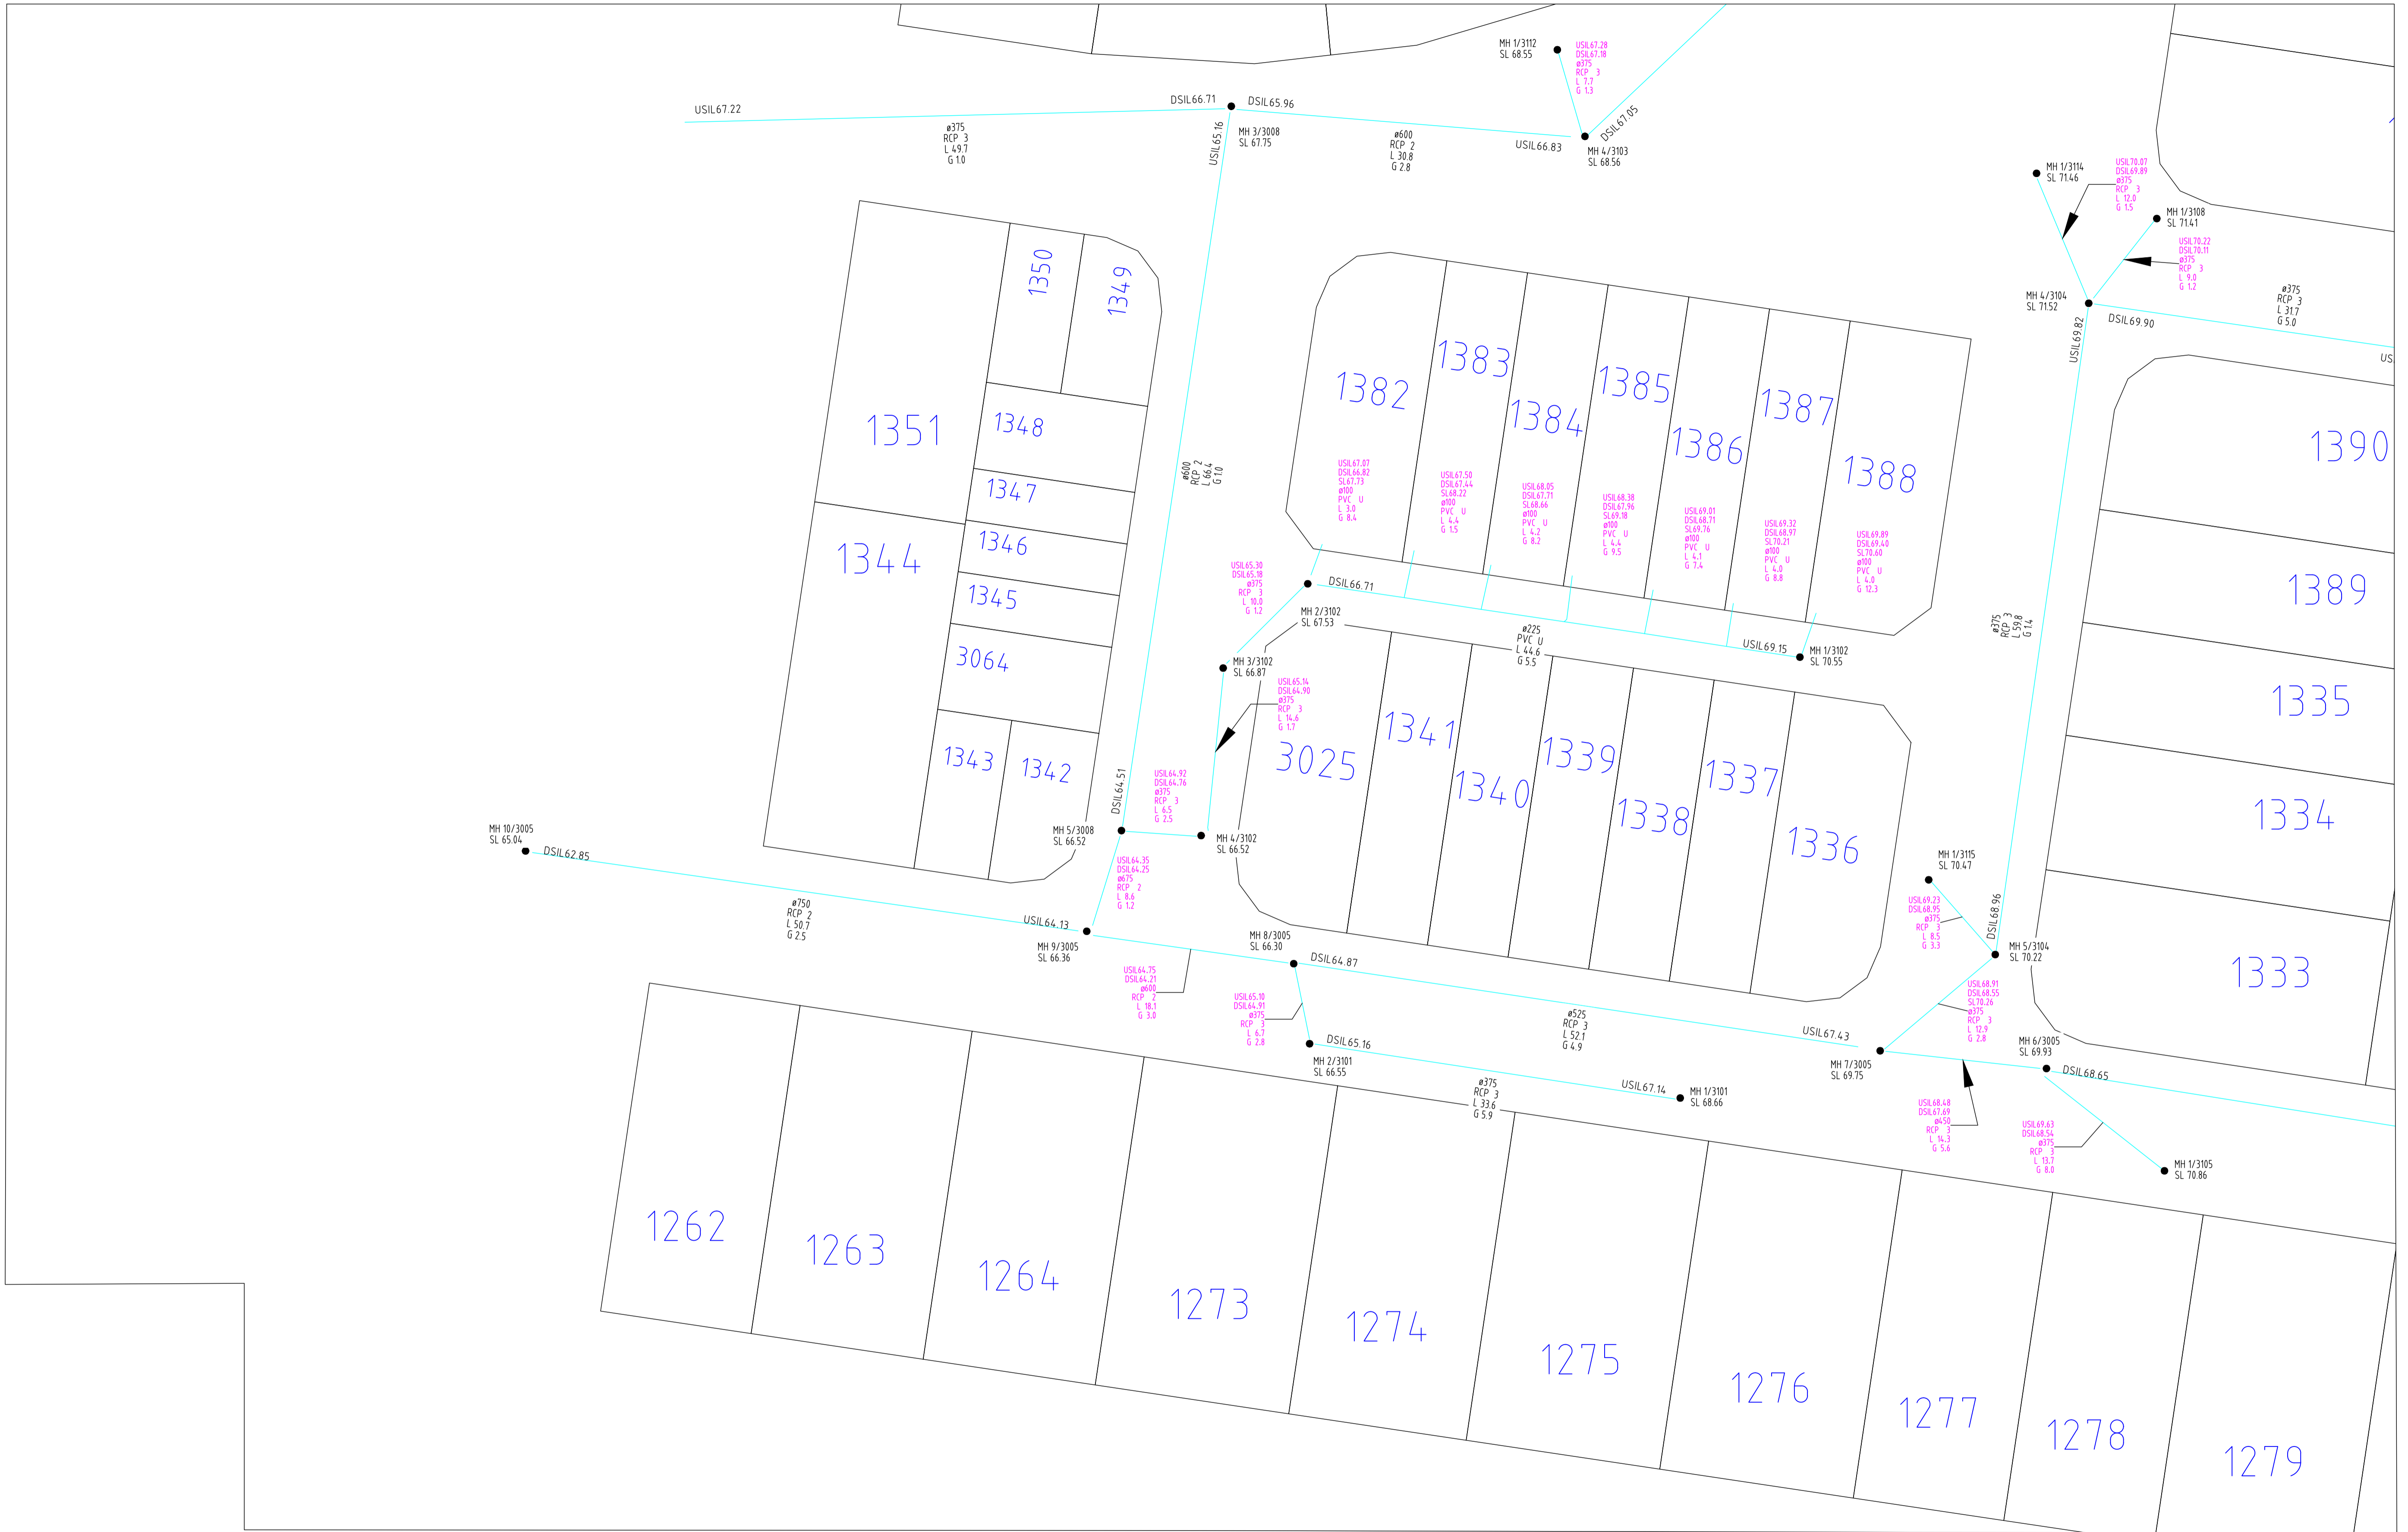 MH 1/3112
SL 68.55
USIL67.28
DSIL67.18
ø375
RCP 3
L 7.7
G 1.3
USIL67.22
DSIL66.71
DSIL65.96
ø375
RCP 3
L 49.7
G 1.0
USIL65.16
MH 3/3008
SL 67.75
ø600
RCP 2
L 30.8
G 2.8
USIL66.83
DSIL67.05
MH 4/3103
SL 68.56
MH 1/3114
SL 71.46
USIL70.07
DSIL69.89
ø375
RCP 3
L 12.0
G 1.5
MH 1/3108
SL 71.41
USIL70.22
DSIL70.11
ø375
RCP 3
L 9.0
G 1.2
MH 4/3104
SL 71.52
USIL69.82
DSIL69.90
ø375
RCP 3
L 31.7
G 5.0
US
1350
1349
1351
1348
1347
1344
1346
1345
3064
1343
1342
ø600
RCP 2
L 66.4
G 1.0
1382
1383
1384
1385
1386
1387
1388
1390
USIL67.07
DSIL66.82
SL67.73
ø100
PVC U
L 3.0
G 8.4
USIL67.50
DSIL67.44
SL68.22
ø100
PVC U
L 4.4
G 1.5
USIL68.05
DSIL67.71
SL68.66
ø100
PVC U
L 4.2
G 8.2
USIL68.38
DSIL67.96
SL69.18
ø100
PVC U
L 4.4
G 9.5
USIL69.01
DSIL68.71
SL69.76
ø100
PVC U
L 4.1
G 7.4
USIL69.32
DSIL68.97
SL70.21
ø100
PVC U
L 4.0
G 8.8
USIL69.89
DSIL69.40
SL70.60
ø100
PVC U
L 4.0
G 12.3
USIL65.30
DSIL65.18
ø375
RCP 3
L 10.0
G 1.2
DSIL66.71
MH 2/3102
SL 67.53
ø225
PVC U
L 44.6
G 5.5
USIL69.15
MH 1/3102
SL 70.55
ø375
RCP 3
L 59.8
G 1.4
1389
1335
1334
1333
MH 3/3102
SL 66.87
USIL65.14
DSIL64.90
ø375
RCP 3
L 14.6
G 1.7
3025
1341
1340
1339
1338
1337
1336
DSIL64.51
USIL64.92
DSIL64.76
ø375
RCP 3
L 6.5
G 2.5
MH 5/3008
SL 66.52
MH 4/3102
SL 66.52
MH 10/3005
SL 65.04
DSIL62.85
USIL64.35
DSIL64.25
ø675
RCP 2
L 8.6
G 1.2
ø750
RCP 2
L 50.7
G 2.5
USIL64.13
MH 9/3005
SL 66.36
MH 8/3005
SL 66.30
DSIL64.87
USIL64.75
DSIL64.21
ø600
RCP 2
L 18.1
G 3.0
USIL65.10
DSIL64.91
ø375
RCP 3
L 6.7
G 2.8
ø525
RCP 3
L 52.1
G 4.9
USIL67.43
MH 1/3115
SL 70.47
USIL69.23
DSIL68.95
ø375
RCP 3
L 8.5
G 3.3
DSIL68.96
MH 5/3104
SL 70.22
USIL68.91
DSIL68.55
SL70.26
ø375
RCP 3
L 12.9
G 2.8
MH 6/3005
SL 69.93
DSIL68.65
MH 7/3005
SL 69.75
DSIL65.16
MH 2/3101
SL 66.55
ø375
RCP 3
L 33.6
G 5.9
USIL67.14
MH 1/3101
SL 68.66
USIL68.48
DSIL67.69
ø450
RCP 3
L 14.3
G 5.6
USIL69.63
DSIL68.54
ø375
RCP 3
L 13.7
G 8.0
MH 1/3105
SL 70.86
1262
1263
1264
1273
1274
1275
1276
1277
1278
1279